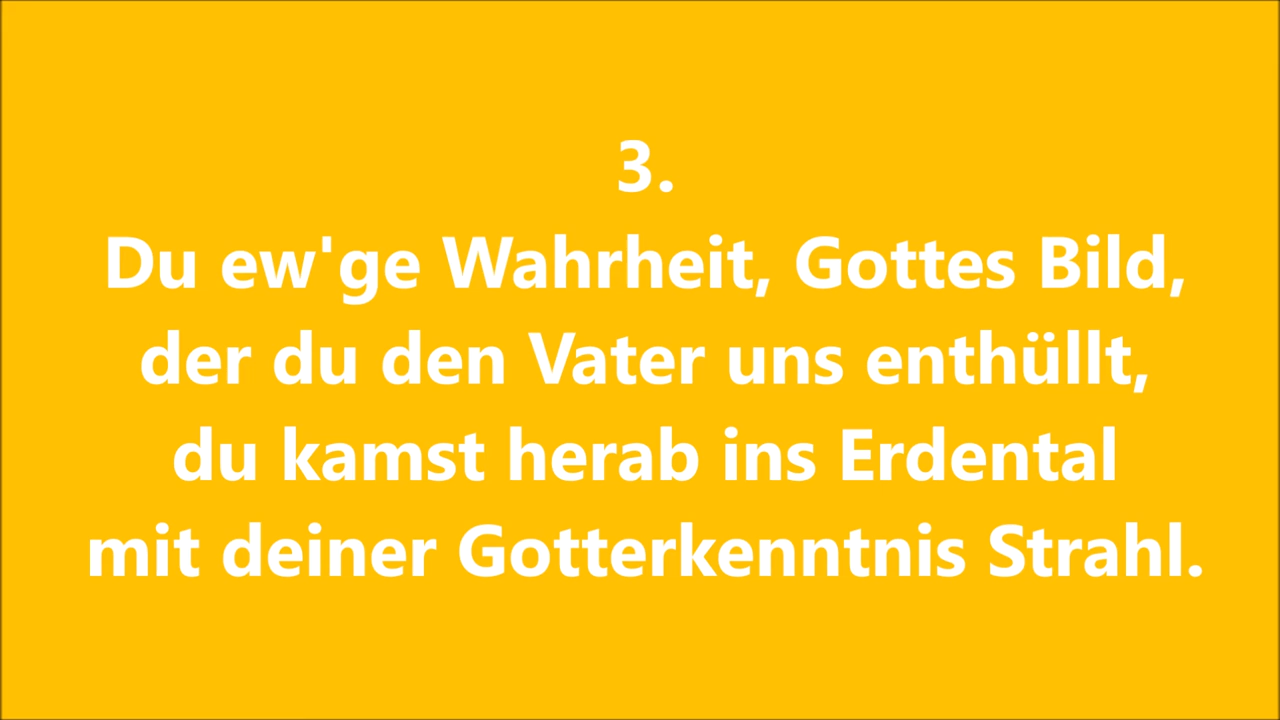 3.
Du ew'ge Wahrheit, Gottes Bild,
der du den Vater uns enthüllt,
du kamst herab ins Erdental
mit deiner Gotterkenntnis Strahl.